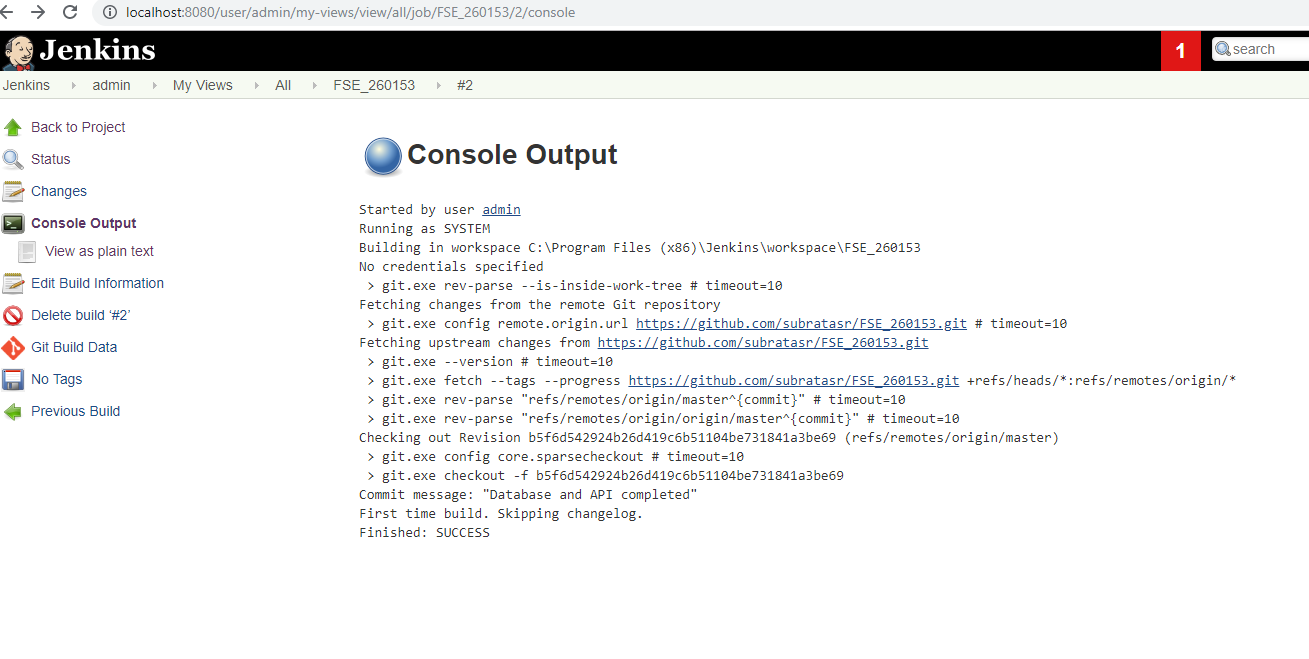 localhost:8080/user/admin/my-views/view/all/job/FSE_260153/2/console
Jenkins
1
search
Jenkins admin My Views All FSE_260153 #2
Back to Project
Status
Changes
Console Output
View as plain text
Edit Build Information
Delete build ‘#2’
Git Build Data
No Tags
Previous Build
Console Output
Started by user admin
Running as SYSTEM
Building in workspace C:\Program Files (x86)\Jenkins\workspace\FSE_260153
No credentials specified
 > git.exe rev-parse --is-inside-work-tree # timeout=10
Fetching changes from the remote Git repository
 > git.exe config remote.origin.url https://github.com/subratasr/FSE_260153.git # timeout=10
Fetching upstream changes from https://github.com/subratasr/FSE_260153.git
 > git.exe --version # timeout=10
 > git.exe fetch --tags --progress https://github.com/subratasr/FSE_260153.git +refs/heads/*:refs/remotes/origin/*
 > git.exe rev-parse "refs/remotes/origin/master^{commit}" # timeout=10
 > git.exe rev-parse "refs/remotes/origin/origin/master^{commit}" # timeout=10
Checking out Revision b5f6d542924b26d419c6b51104be731841a3be69 (refs/remotes/origin/master)
 > git.exe config core.sparsecheckout # timeout=10
 > git.exe checkout -f b5f6d542924b26d419c6b51104be731841a3be69
Commit message: "Database and API completed"
First time build. Skipping changelog.
Finished: SUCCESS